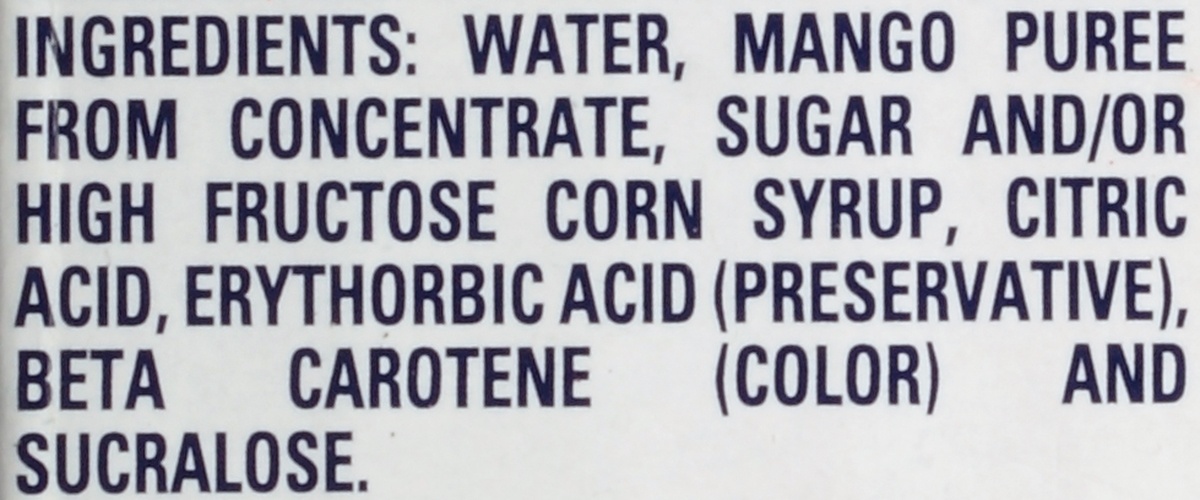 INGREDIENTS: WATER, MANGO PUREE
FROM CONCENTRATE, SUGAR AND/OR
HIGH FRUCTOSE CORN SYRUP, CITRIC
ACID, ERYTHORBIC ACID (PRESERVATIVE),
BETA CAROTENE (COLOR) AND
SUCRALOSE.